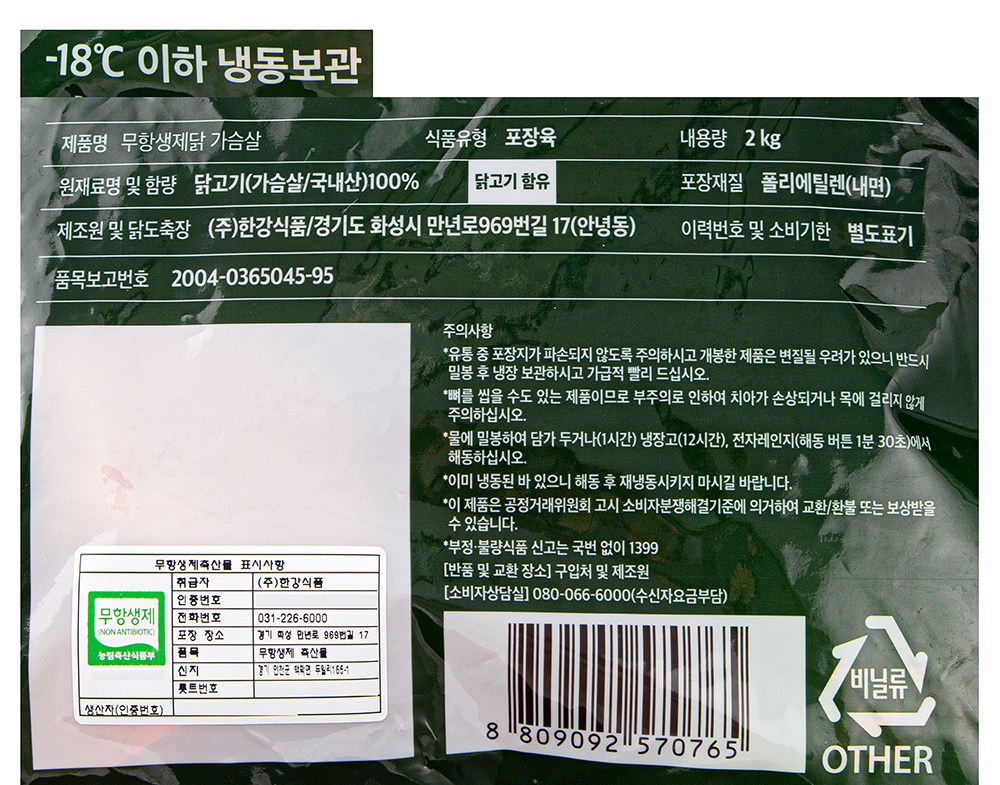 -18℃ 이하 냉동보관
제품명 무항생제닭 가슴살 식품유형 포장육 내용량 2 kg
원재료명 및 함량 닭고기(가슴살/국내산)100% 닭고기 함유 포장재질 폴리에틸렌(내면)
제조원 및 닭도축장 (주)한강식품/경기도 화성시 만년로969번길 17(안녕동) 이력번호 및 소비기한 별도표기
품목보고번호 2004-0365045-95
주의사항
*유통 중 포장지가 파손되지 않도록 주의하시고 개봉한 제품은 변질될 우려가 있으니 반드시
밀봉 후 냉장 보관하시고 가급적 빨리 드십시오.
*뼈를 씹을 수도 있는 제품이므로 부주의로 인하여 치아가 손상되거나 목에 걸리지 않게
주의하십시오.
*물에 밀봉하여 담가 두거나(1시간) 냉장고(12시간), 전자레인지(해동 버튼 1분 30초)에서
해동하십시오.
*이미 냉동된 바 있으니 해동 후 재냉동시키지 마시길 바랍니다.
*이 제품은 공정거래위원회 고시 소비자분쟁해결기준에 의거하여 교환/환불 또는 보상받을
수 있습니다.
*부정·불량식품 신고는 국번 없이 1399
[반품 및 교환 장소] 구입처 및 제조원
[소비자상담실] 080-066-6000(수신자요금부담)
무항생제축산물 표시사항
무항생제
(NON ANTIBIOTIC)
농림축산식품부
취급자 (주)한강식품
인증번호
전화번호 031-226-6000
포장 장소 경기 화성 만년로 969번길 17
품목 무항생제 축산물
신지 경기 연천군 백학면 두일리165-1
롯트번호
생산자(인증번호)
8 809092 570765
비닐류
OTHER